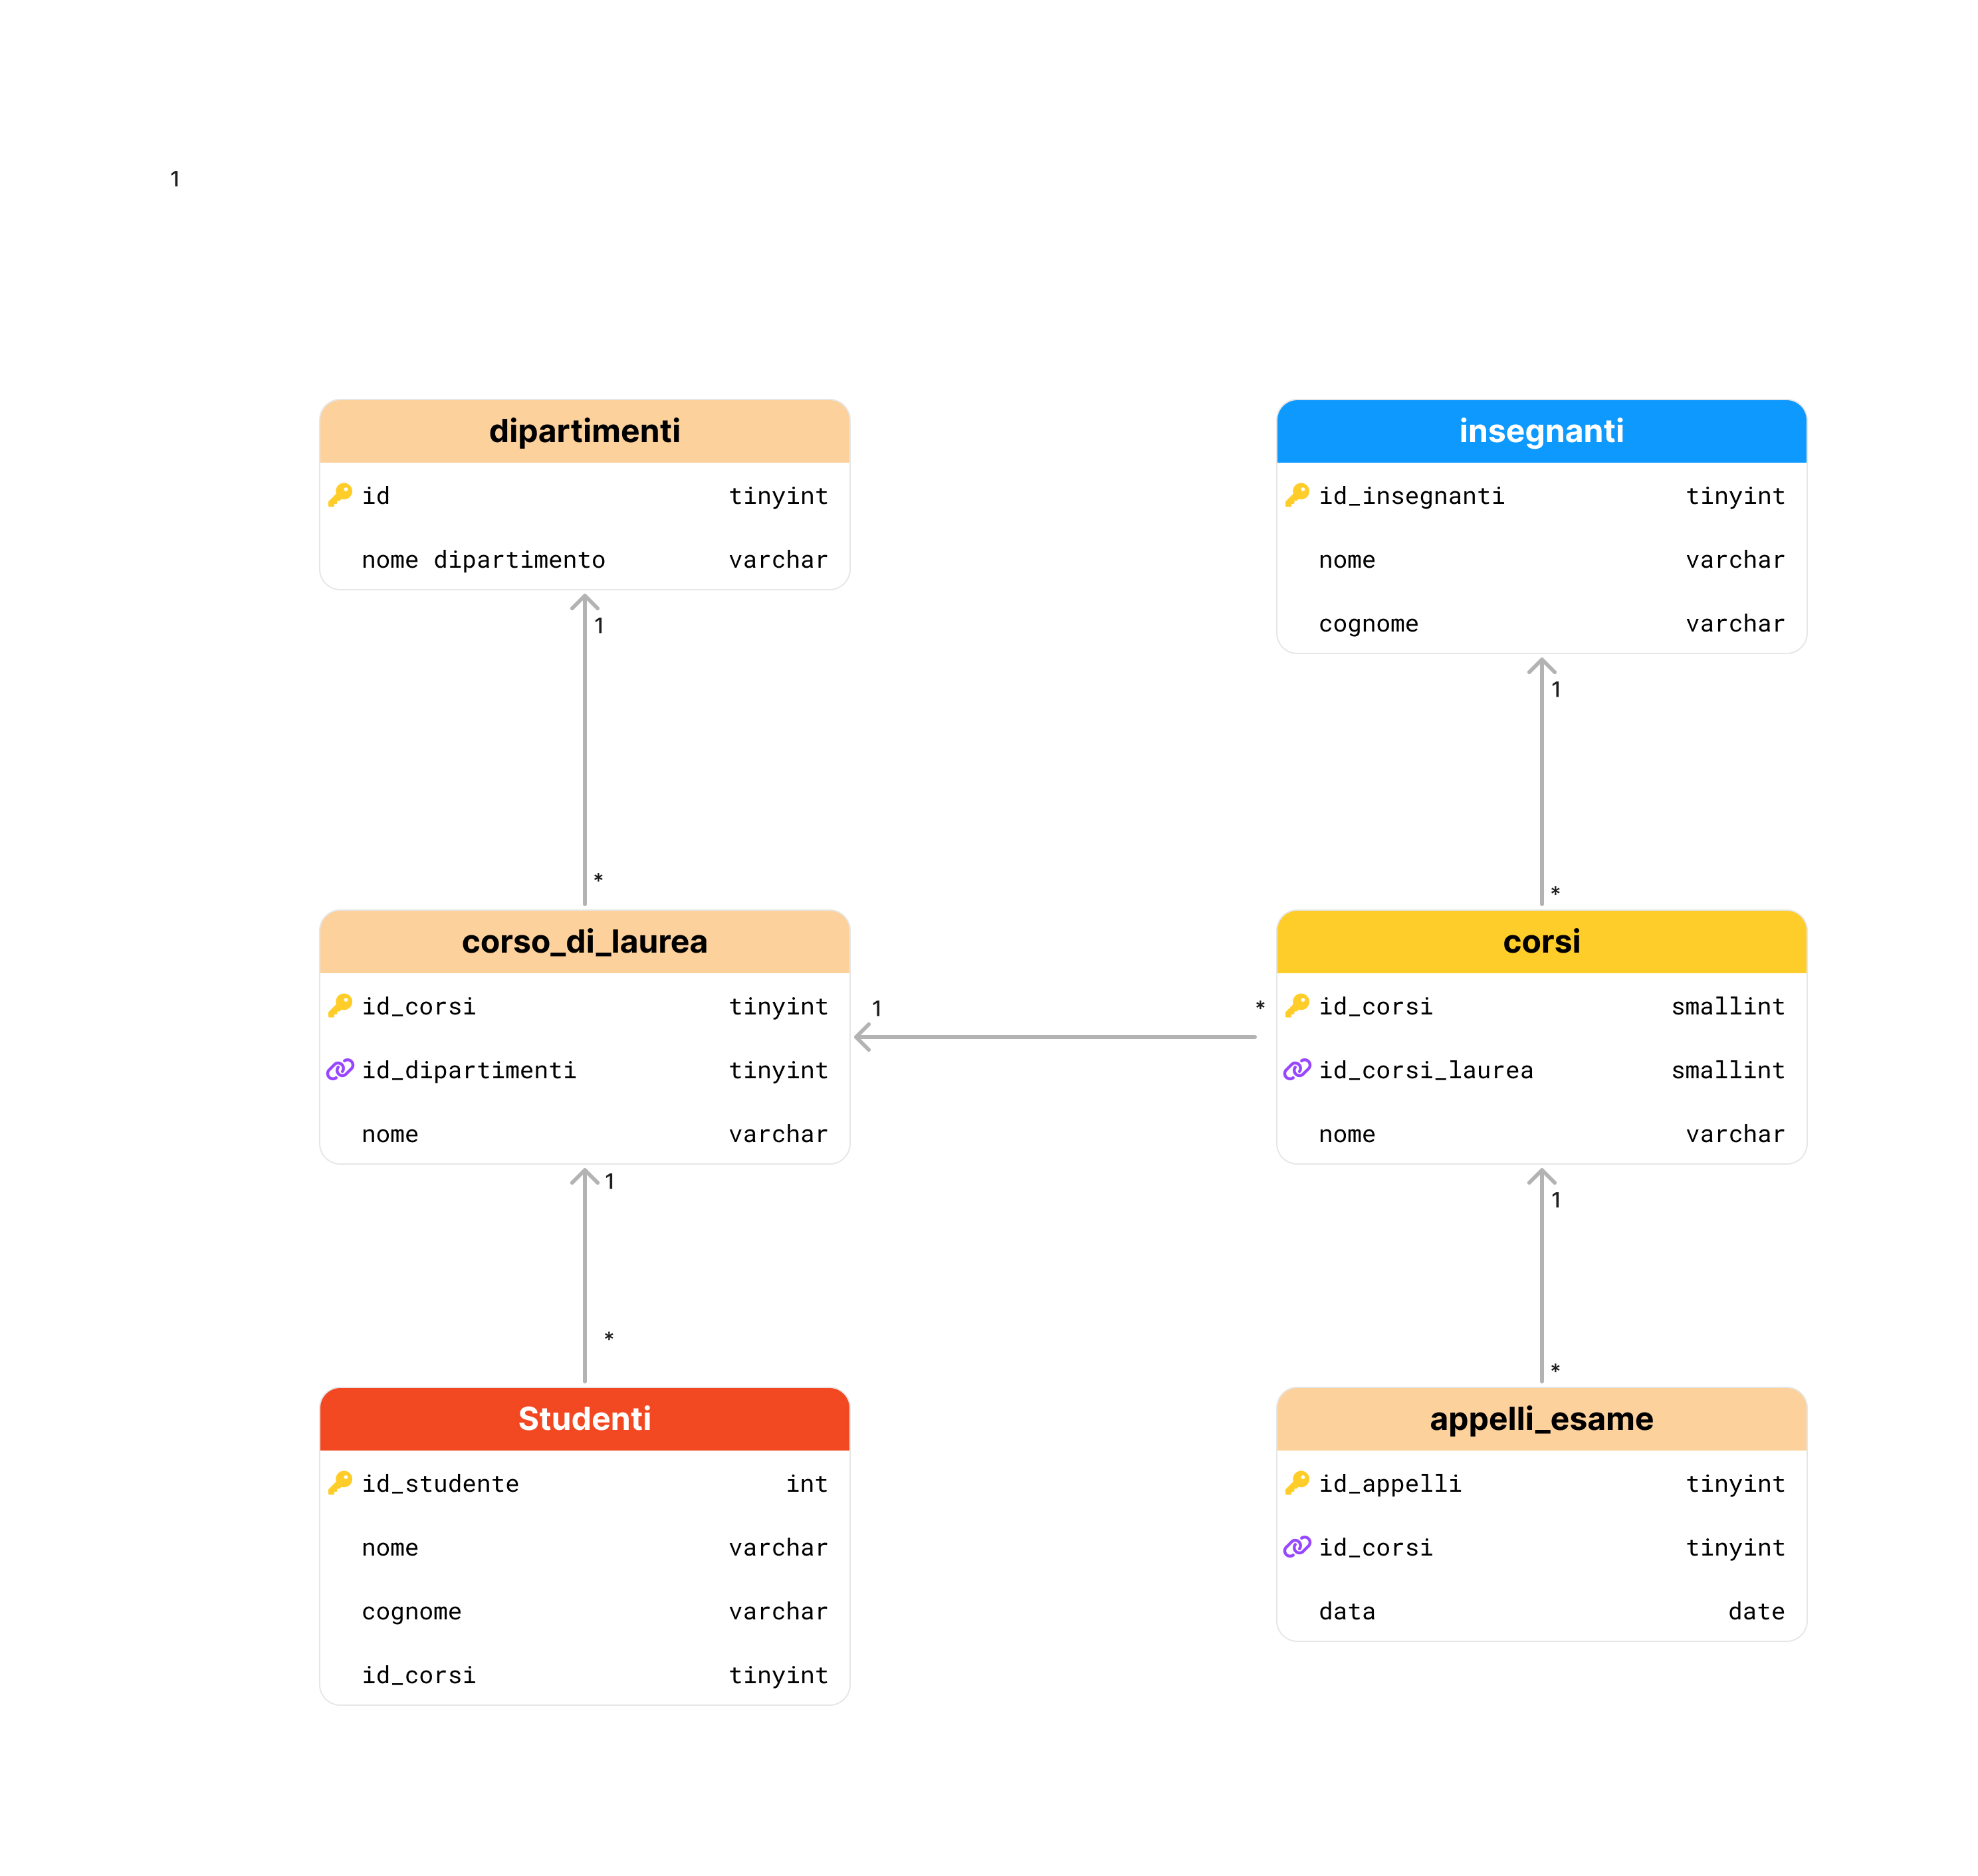 1
dipartimenti
id tinyint
nome dipartimento varchar
1
*
insegnanti
id_insegnanti tinyint
nome varchar
cognome varchar
1
*
corso_di_laurea
id_corsi tinyint
id_dipartimenti tinyint
nome varchar
1
*
1 *
corsi
id_corsi smallint
id_corsi_laurea smallint
nome varchar
1
*
Studenti
id_studente int
nome varchar
cognome varchar
id_corsi tinyint
appelli_esame
id_appelli tinyint
id_corsi tinyint
data date